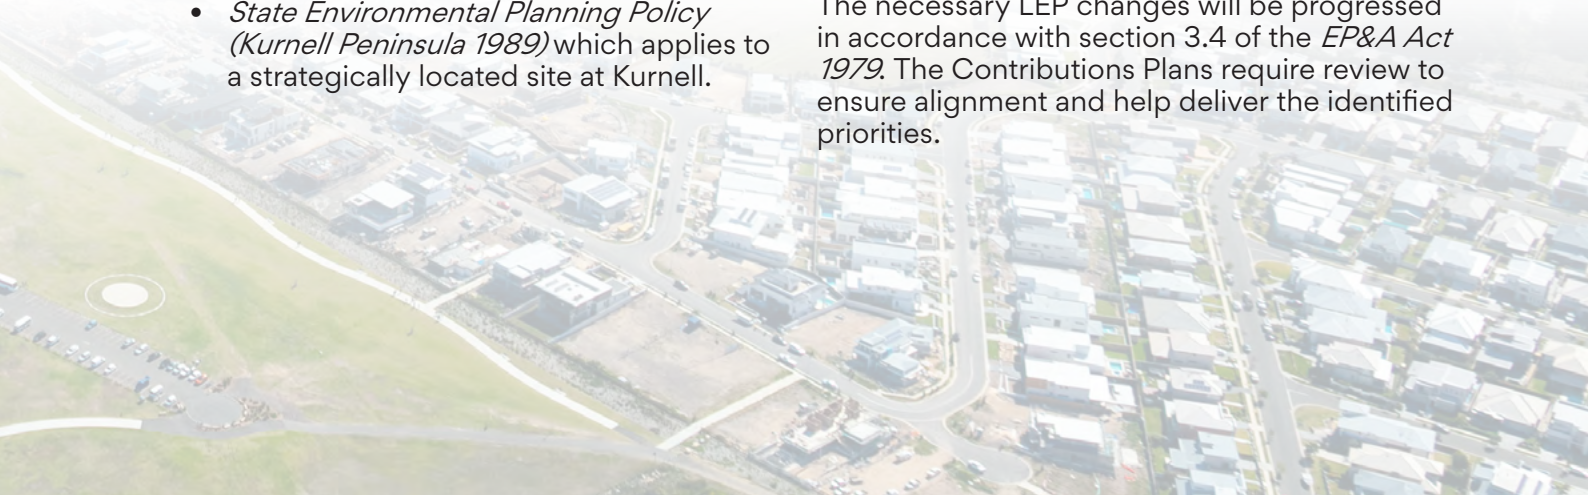 • State Environmental Planning Policy
(Kurnell Peninsula 1989) which applies to
a strategically located site at Kurnell.
The necessary LEP changes will be progressed
in accordance with section 3.4 of the EP&A Act
1979. The Contributions Plans require review to
ensure alignment and help deliver the identified
priorities.